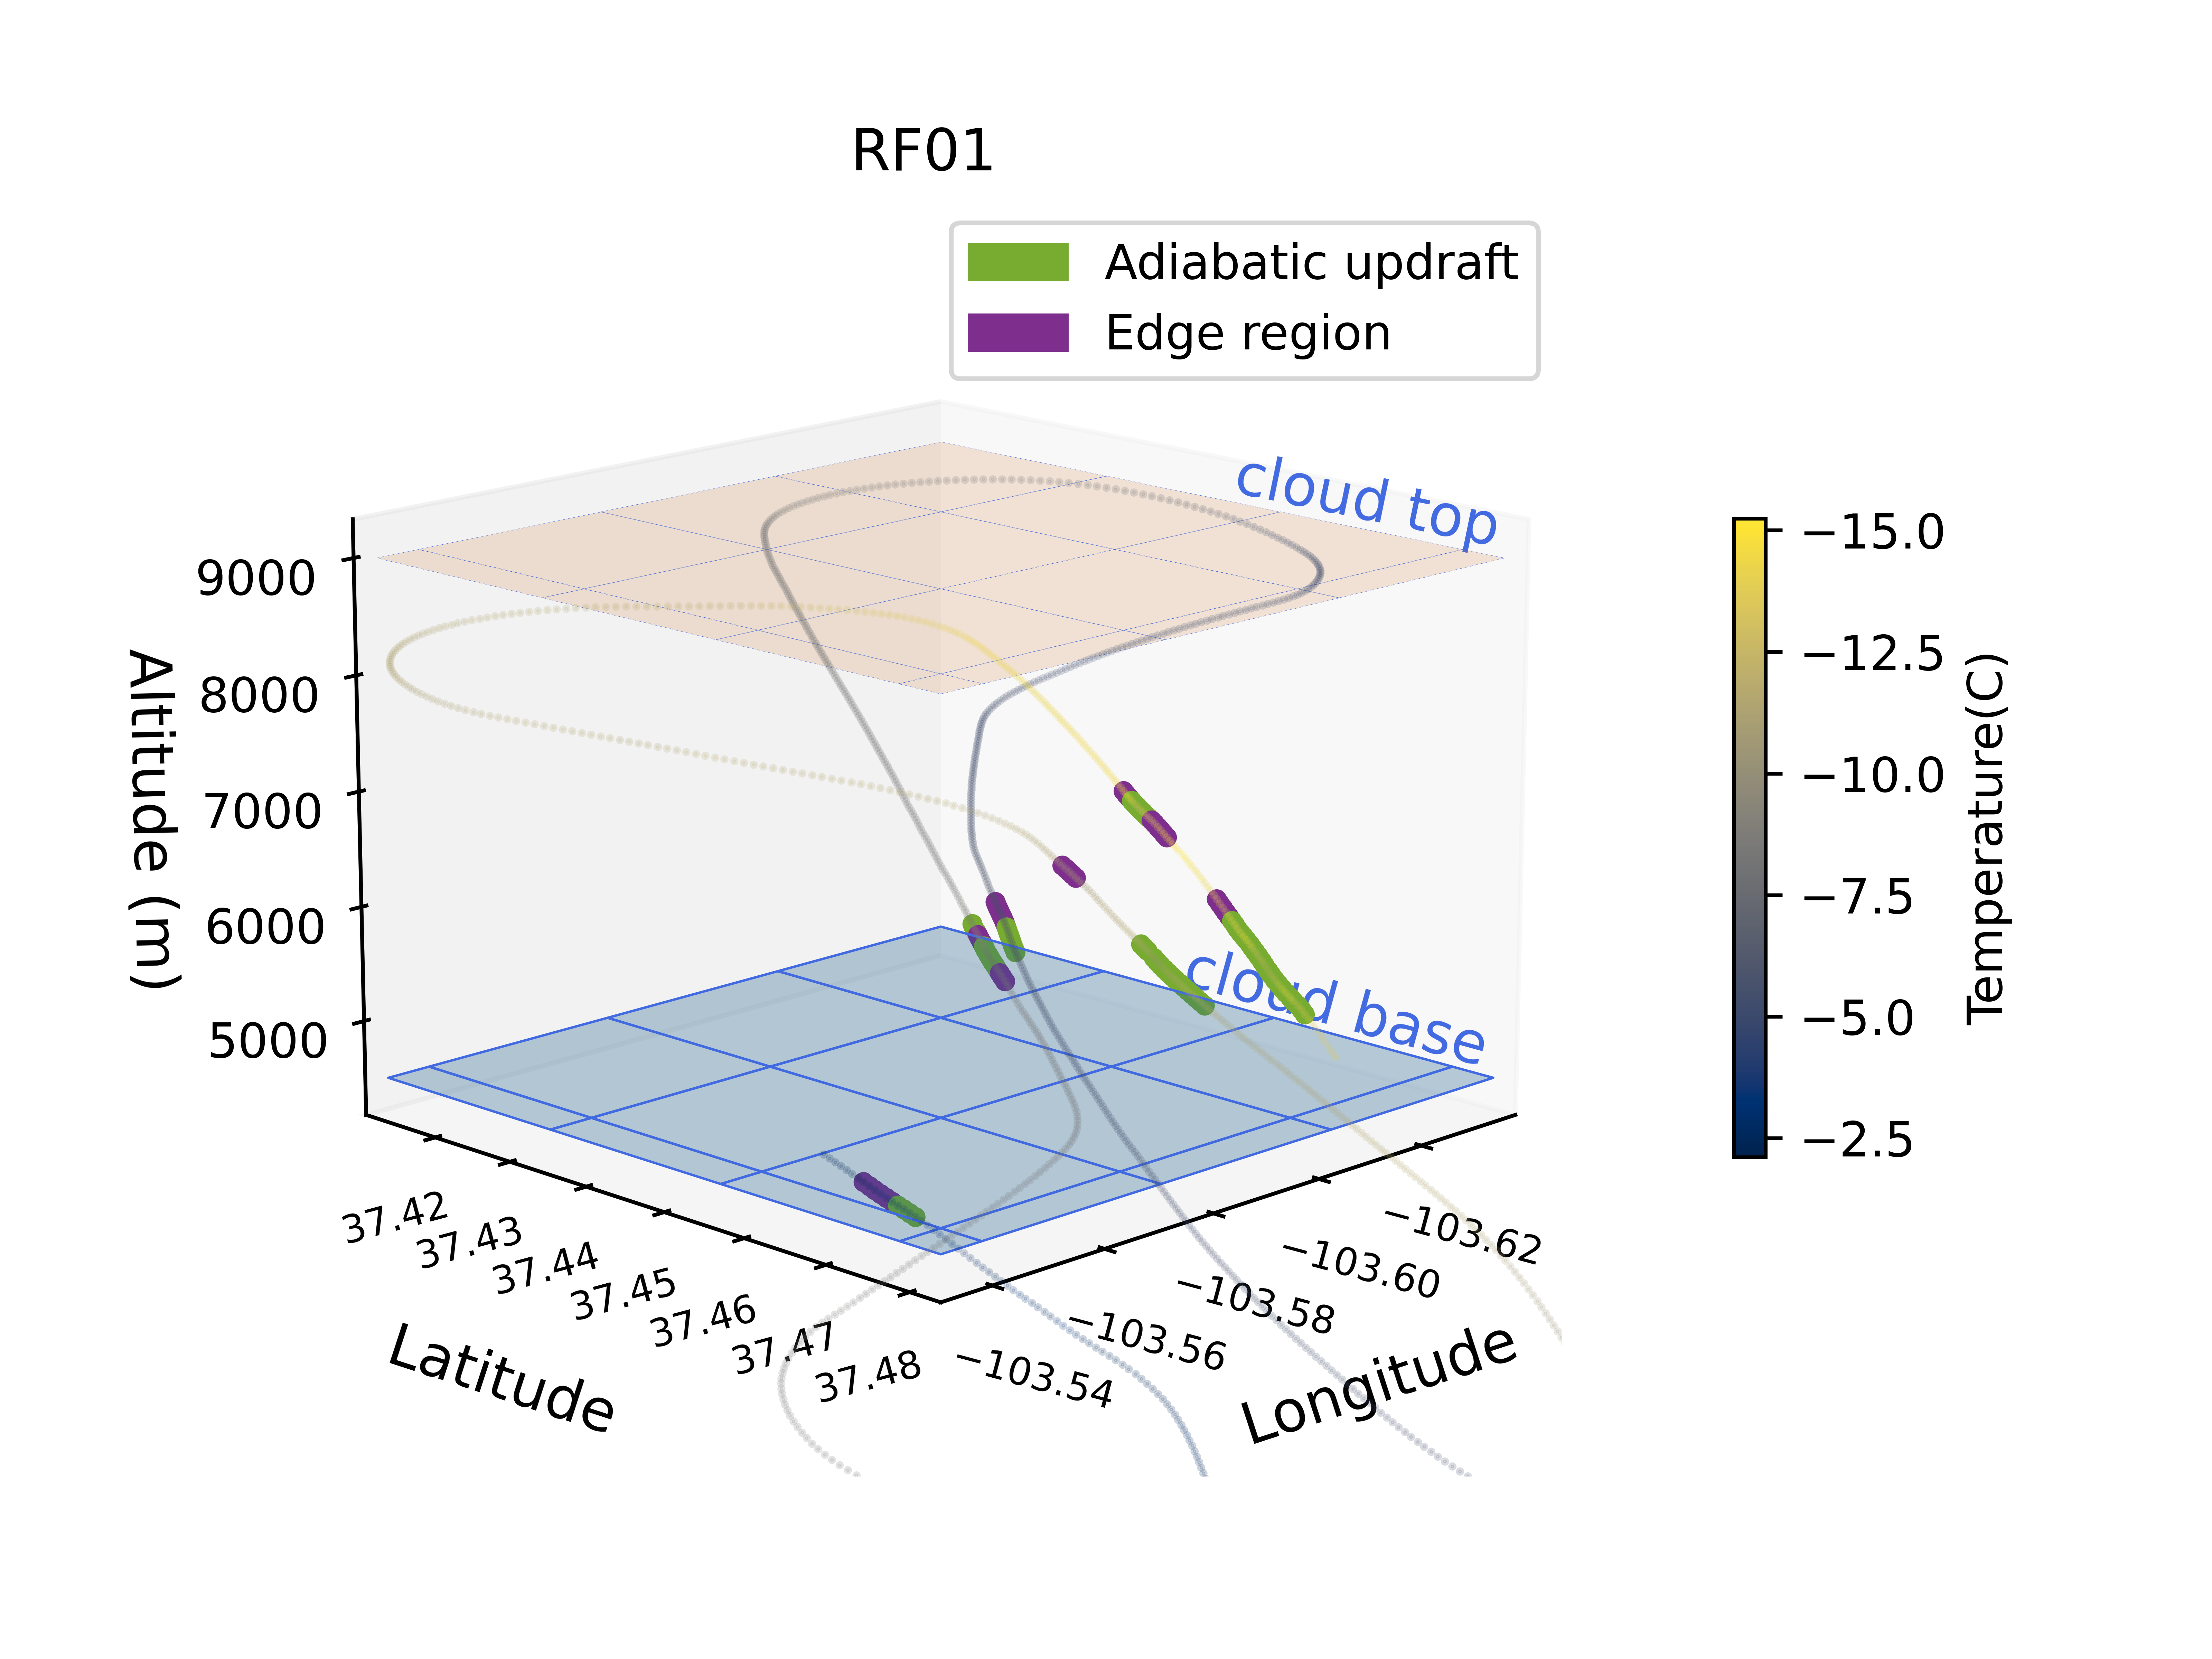 RF01
Adiabatic updraft
Edge region
cloud top
cloud base
9000
8000
7000
6000
5000
Altitude (m)
37.42
37.43
37.44
37.45
37.46
37.47
37.48
Latitude
−103.54
−103.56
−103.58
−103.60
−103.62
Longitude
−15.0
−12.5
−10.0
−7.5
−5.0
−2.5
Temperature(C)